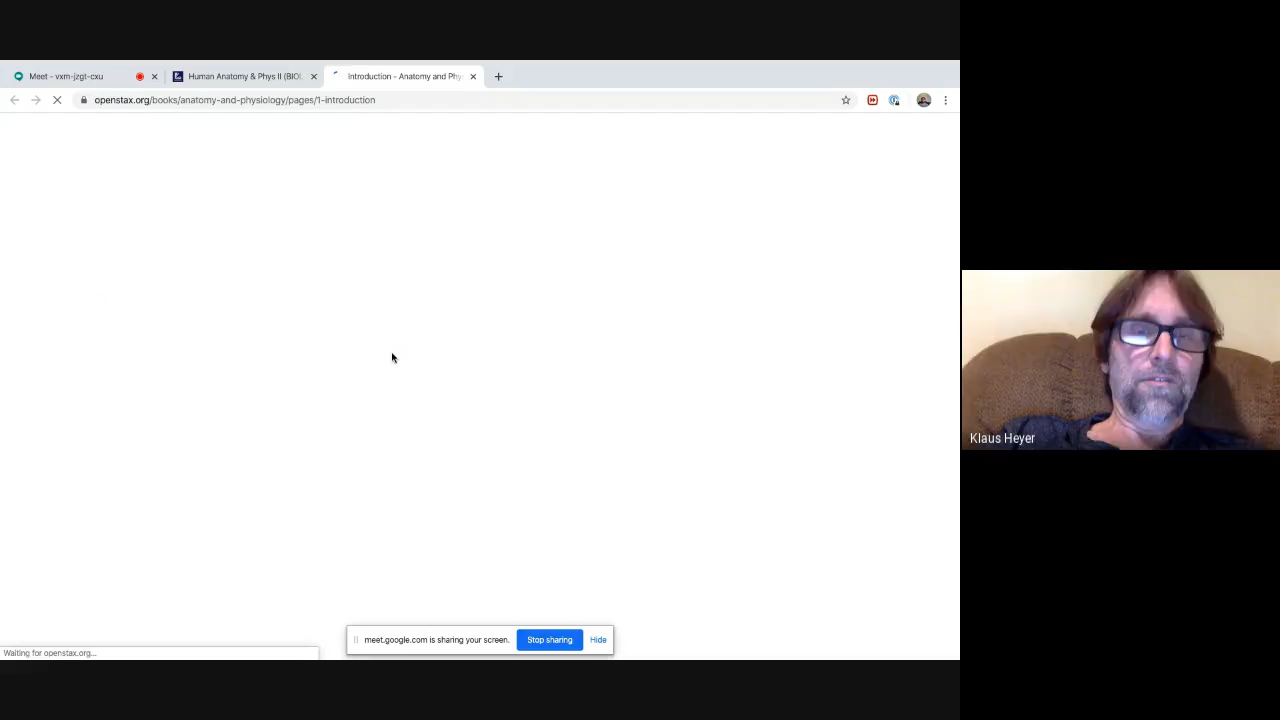 Meet - vxm-jzgt-cxu
Human Anatomy & Phys II (BIOL
Introduction - Anatomy and Phy
openstax.org/books/anatomy-and-physiology/pages/1-introduction
Klaus Heyer
meet.google.com is sharing your screen.
Stop sharing
Hide
Waiting for openstax.org...